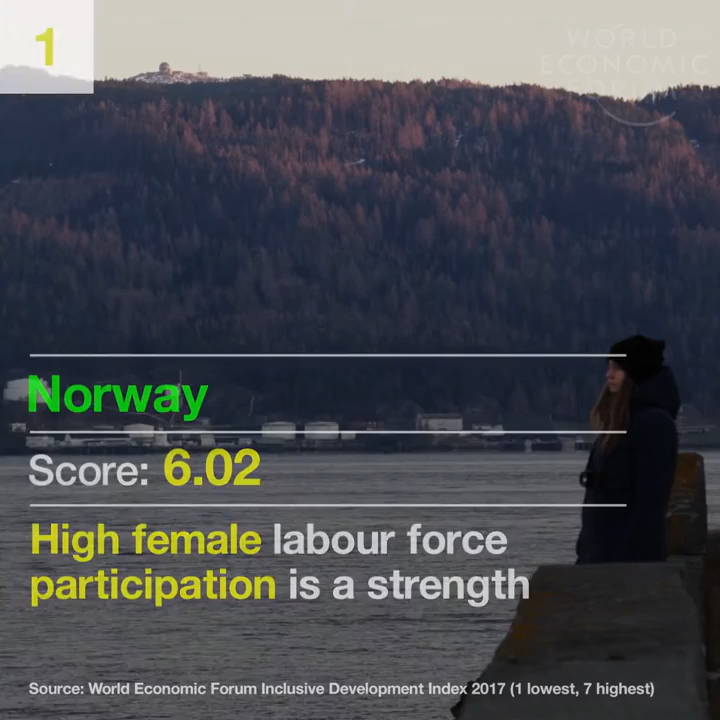 1
WORLD
ECONOMIC
Norway
Score: 6.02
High female labour force
participation is a strength
Source: World Economic Forum Inclusive Development Index 2017 (1 lowest, 7 highest)